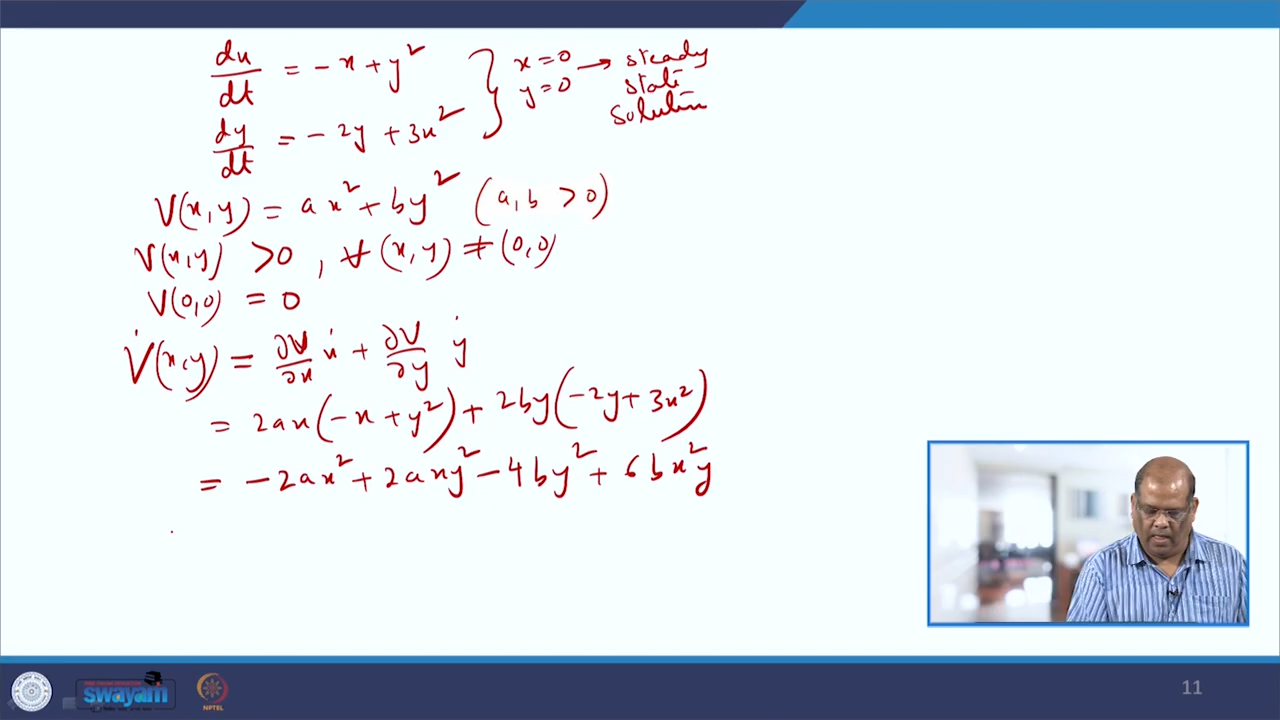 dx/dt = -x + y² } x=0 → steady
y=0 state
solution
dy/dt = -2y + 3x²
V(x,y) = ax² + by² (a,b > 0)
V(x,y) > 0, ∀ (x,y) ≠ (0,0)
V(0,0) = 0
V̇(x,y) = ∂V/∂x ẋ + ∂V/∂y ẏ
= 2ax(-x + y²) + 2by(-2y + 3x²)
= -2ax² + 2axy² - 4by² + 6bx²y
swayam
NPTEL
11